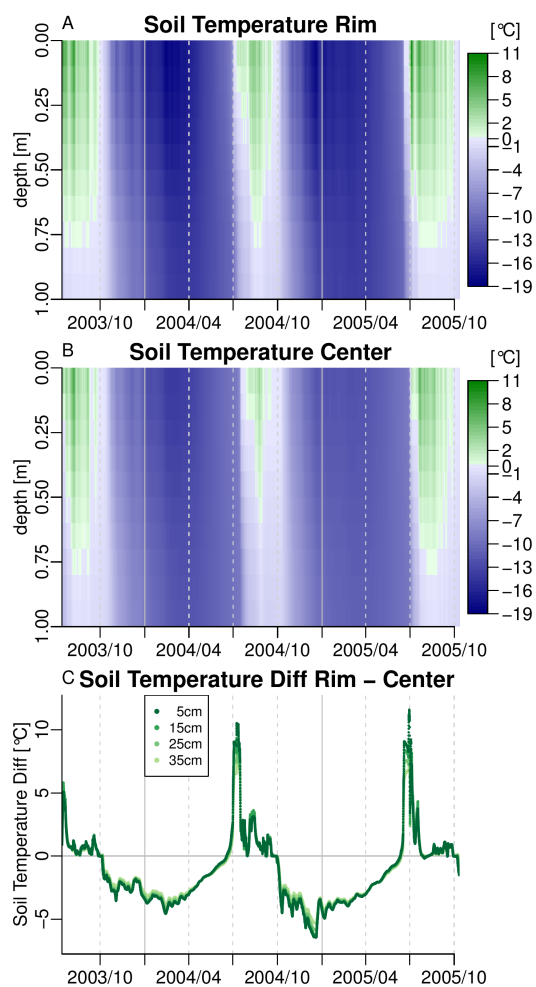 A Soil Temperature Rim
[°C]
0.00
0.25
0.50
0.75
1.00
depth [m]
11
8
5
2
0
−1
−4
−7
−10
−13
−16
−19
2003/10 2004/04 2004/10 2005/04 2005/10
B Soil Temperature Center
[°C]
0.00
0.25
0.50
0.75
1.00
depth [m]
11
8
5
2
0
−1
−4
−7
−10
−13
−16
−19
2003/10 2004/04 2004/10 2005/04 2005/10
C Soil Temperature Diff Rim − Center
5cm
15cm
25cm
35cm
10
5
0
−5
Soil Temperature Diff [°C]
2003/10 2004/04 2004/10 2005/04 2005/10